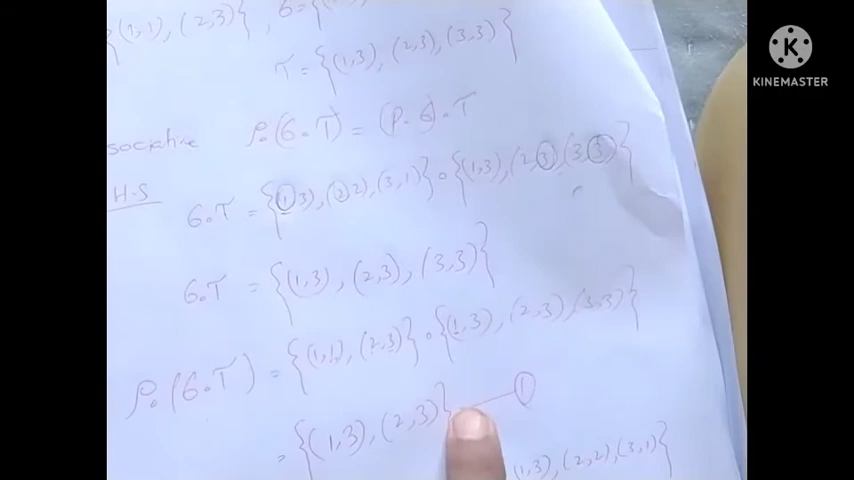 {(1,1), (2,3)}, σ = {(1,
τ = {(1,3), (2,3), (3,3)}
sociative ρ∘(σ∘τ) = (ρ∘σ)∘τ
H-S
σ∘τ = {(1,3), (2,2), (3,1)} ∘ {(1,3), (2,3), (3,3)}
σ∘τ = {(1,3), (2,3), (3,3)}
ρ∘(σ∘τ) = {(1,1), (2,3)} ∘ {(1,3), (2,3), (3,3)}
= {(1,3), (2,3)} — ①
(1,3), (2,2), (3,1)}
KINEMASTER